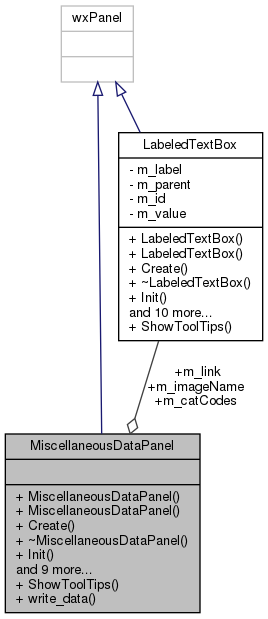 wxPanel
LabeledTextBox
- m_label
- m_parent
- m_id
- m_value
+ LabeledTextBox()
+ LabeledTextBox()
+ Create()
+ ~LabeledTextBox()
+ Init()
and 10 more...
+ ShowToolTips()
+m_link
+m_imageName
+m_catCodes
MiscellaneousDataPanel
+ MiscellaneousDataPanel()
+ MiscellaneousDataPanel()
+ Create()
+ ~MiscellaneousDataPanel()
+ Init()
and 9 more...
+ ShowToolTips()
+ write_data()